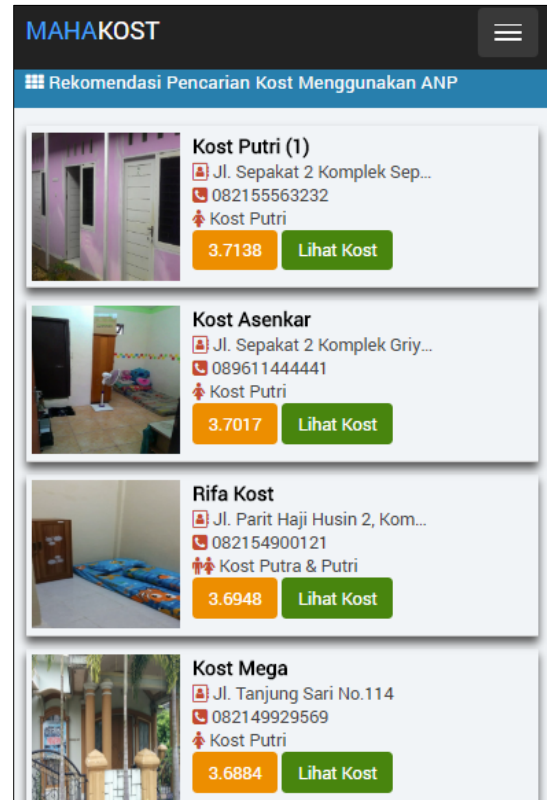 MAHAKOST
Rekomendasi Pencarian Kost Menggunakan ANP
Kost Putri (1)
Jl. Sepakat 2 Komplek Sep...
082155563232
Kost Putri
3.7138 Lihat Kost
Kost Asenkar
Jl. Sepakat 2 Komplek Griy...
089611444441
Kost Putri
3.7017 Lihat Kost
Rifa Kost
Jl. Parit Haji Husin 2, Kom...
082154900121
Kost Putra & Putri
3.6948 Lihat Kost
Kost Mega
Jl. Tanjung Sari No.114
082149929569
Kost Putri
3.6884 Lihat Kost